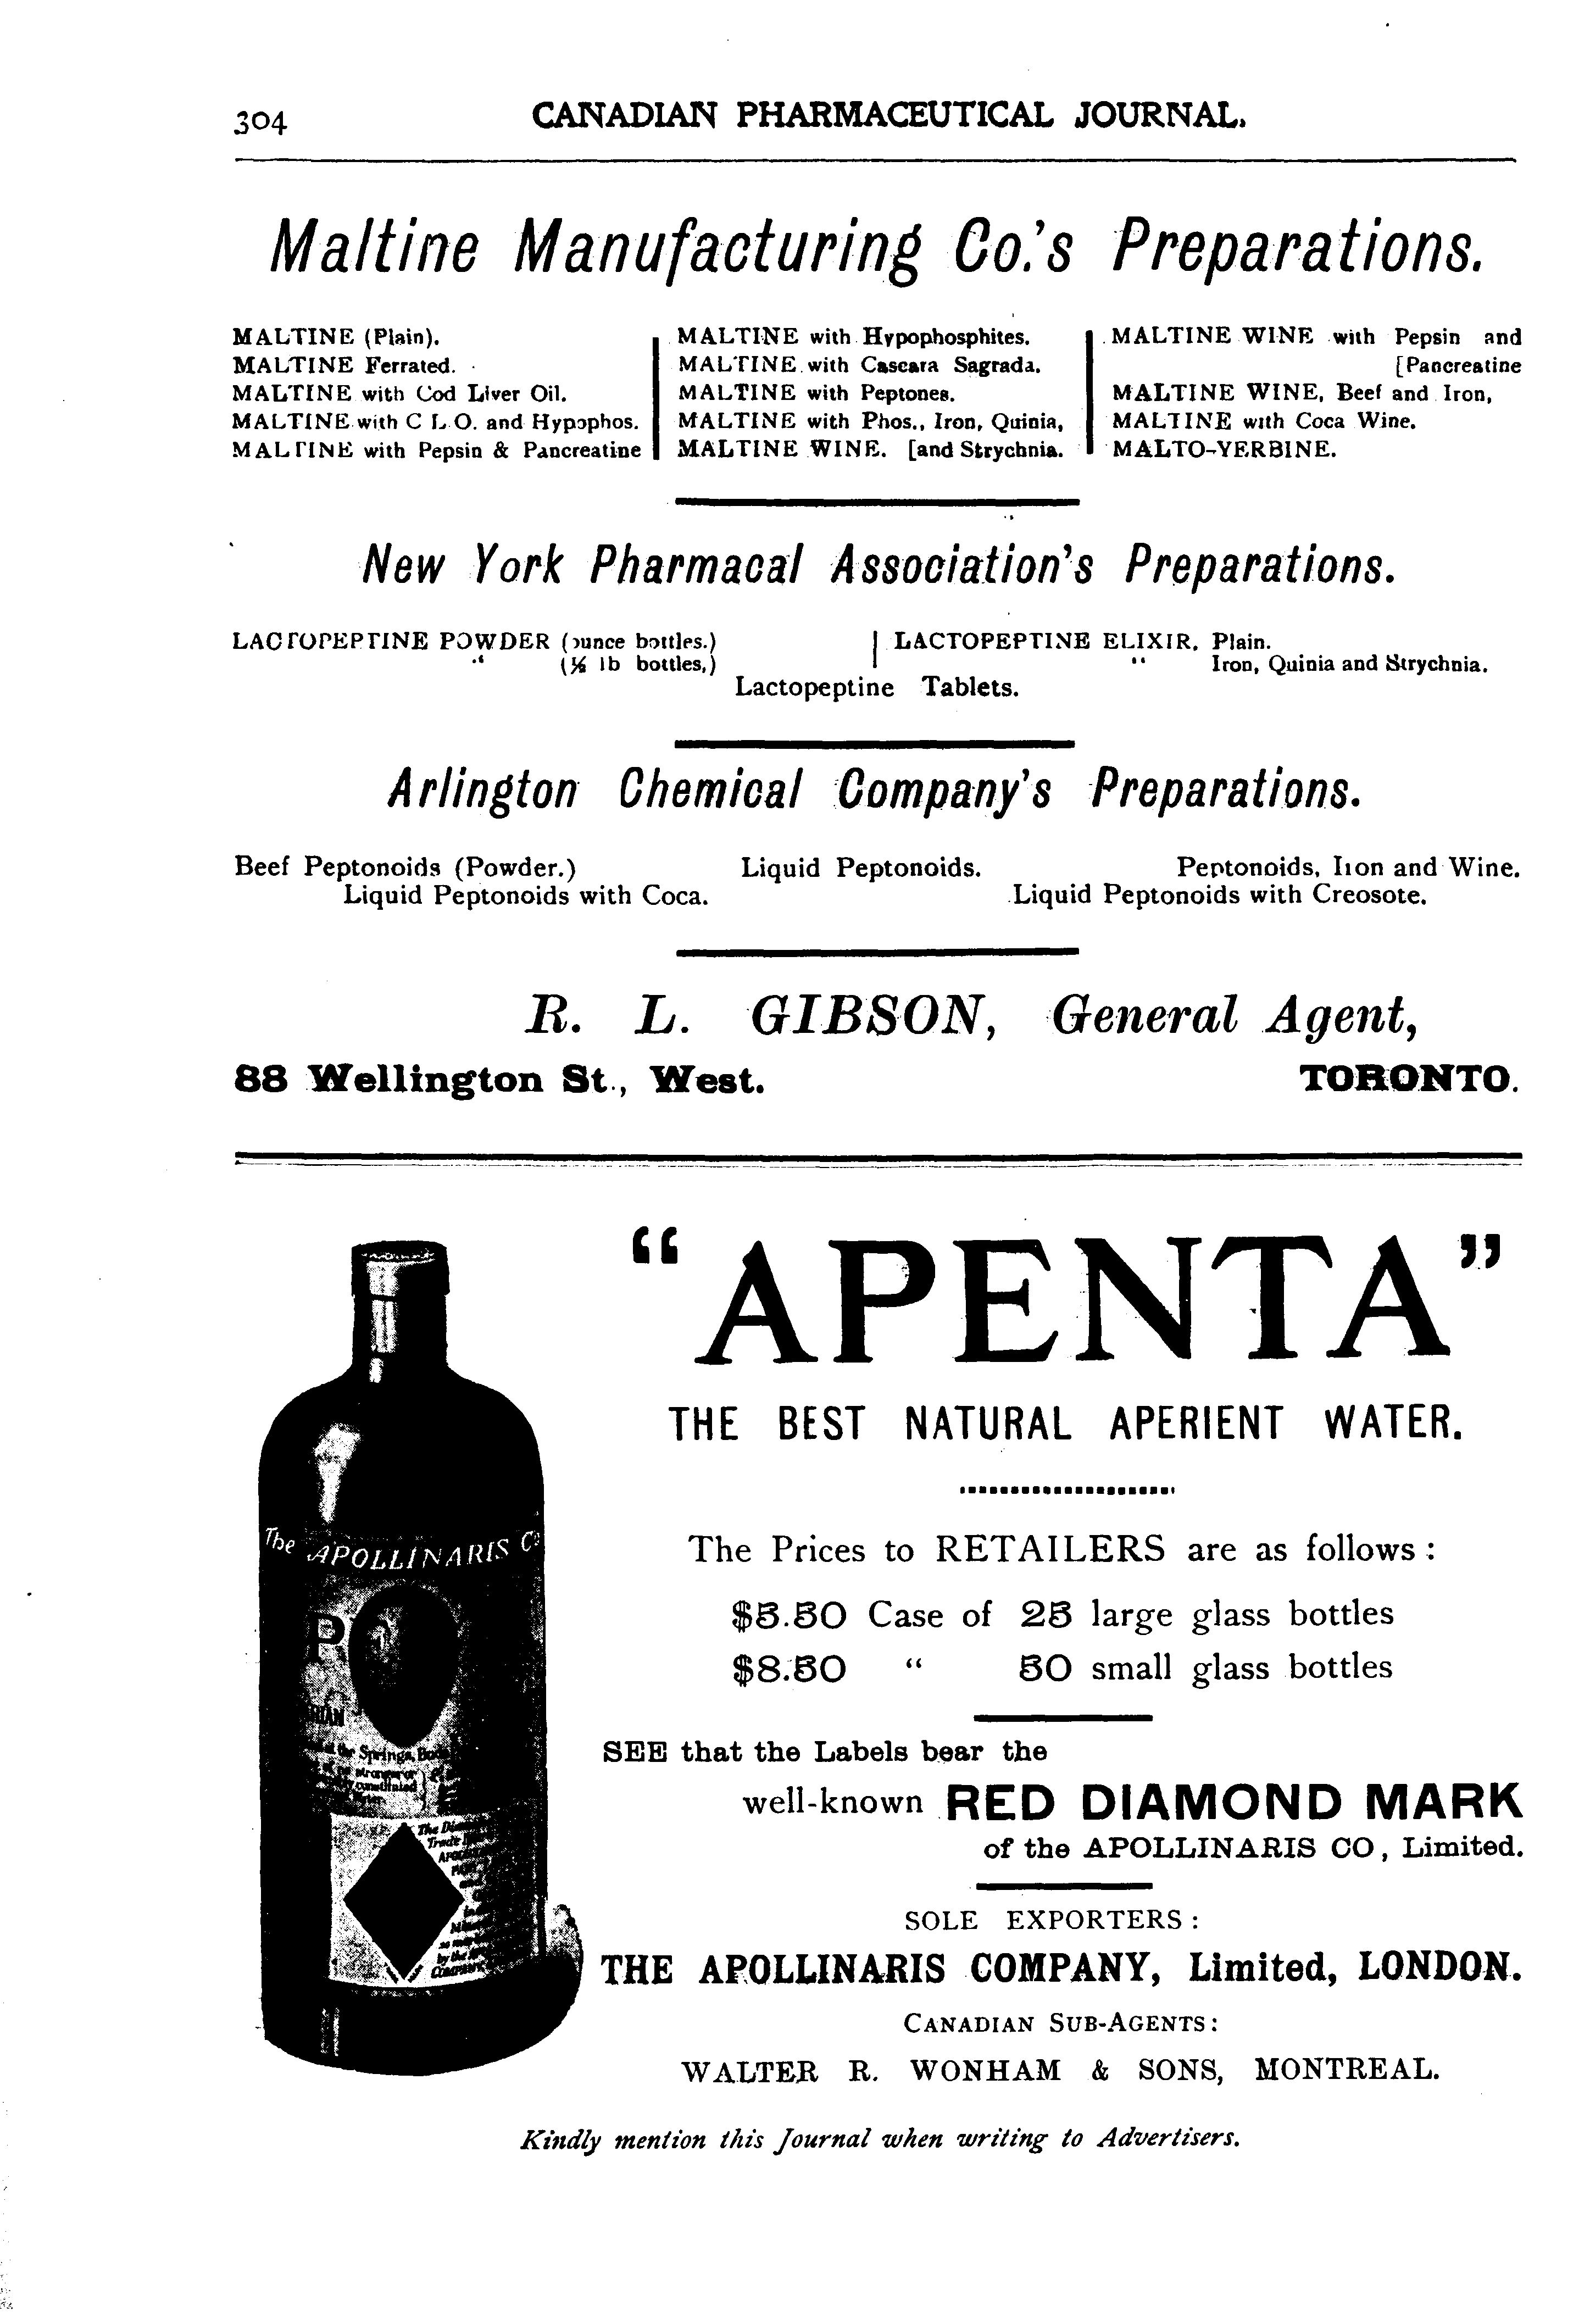 304
CANADIAN PHARMACEUTICAL JOURNAL.
Maltine Manufacturing Co.'s Preparations.
MALTINE (Plain).
MALTINE Ferrated.
MALTINE with Cod Liver Oil.
MALTINE with C L.O. and Hypophos.
MALTINE with Pepsin & Pancreatine
MALTINE with Hypophosphites.
MALTINE with Cascara Sagrada.
MALTINE with Peptones.
MALTINE with Phos., Iron, Quinia,
MALTINE WINE. [and Strychnia.
MALTINE WINE with Pepsin and
[Pancreatine
MALTINE WINE, Beef and Iron,
MALTINE with Coca Wine.
MALTO-YERBINE.
New York Pharmacal Association's Preparations.
LACTOPEPTINE POWDER (ounce bottles.)
" (½ lb bottles,)
LACTOPEPTINE ELIXIR, Plain.
" Iron, Quinia and Strychnia.
Lactopeptine Tablets.
Arlington Chemical Company's Preparations.
Beef Peptonoids (Powder.) Liquid Peptonoids. Peptonoids, Iron and Wine.
Liquid Peptonoids with Coca. Liquid Peptonoids with Creosote.
R. L. GIBSON, General Agent,
88 Wellington St., West. TORONTO.
"APENTA"
THE BEST NATURAL APERIENT WATER.
The Prices to RETAILERS are as follows:
$5.50 Case of 25 large glass bottles
$8.50 " 50 small glass bottles
SEE that the Labels bear the
well-known RED DIAMOND MARK
of the APOLLINARIS CO, Limited.
SOLE EXPORTERS:
THE APOLLINARIS COMPANY, Limited, LONDON.
CANADIAN SUB-AGENTS:
WALTER R. WONHAM & SONS, MONTREAL.
Kindly mention this Journal when writing to Advertisers.
The APOLLINARIS Co
P
the Springs,
The
Trade
by the